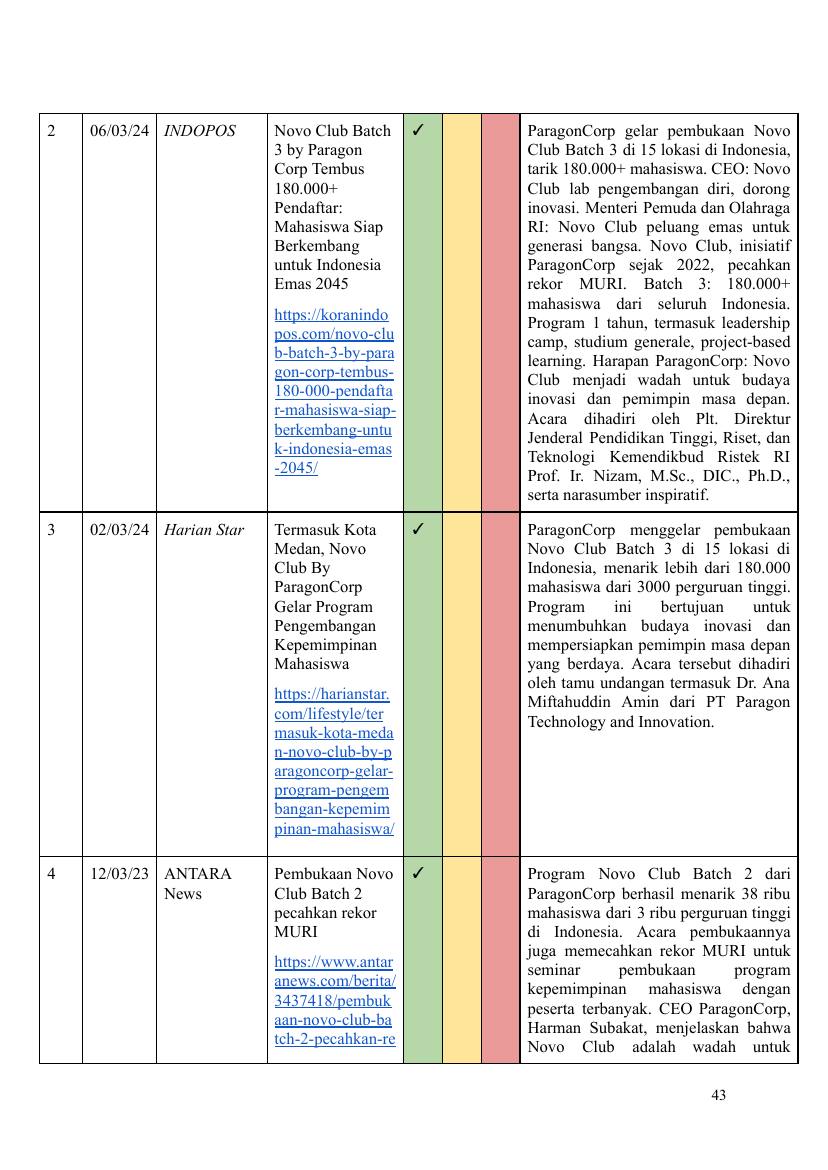 2
06/03/24
INDOPOS
Novo Club Batch
3 by Paragon
Corp Tembus
180.000+
Pendaftar:
Mahasiswa Siap
Berkembang
untuk Indonesia
Emas 2045
https://koranindo
pos.com/novo-clu
b-batch-3-by-para
gon-corp-tembus-
180-000-pendafta
r-mahasiswa-siap-
berkembang-untu
k-indonesia-emas
-2045/
✓
ParagonCorp gelar pembukaan Novo
Club Batch 3 di 15 lokasi di Indonesia,
tarik 180.000+ mahasiswa. CEO: Novo
Club lab pengembangan diri, dorong
inovasi. Menteri Pemuda dan Olahraga
RI: Novo Club peluang emas untuk
generasi bangsa. Novo Club, inisiatif
ParagonCorp sejak 2022, pecahkan
rekor MURI. Batch 3: 180.000+
mahasiswa dari seluruh Indonesia.
Program 1 tahun, termasuk leadership
camp, studium generale, project-based
learning. Harapan ParagonCorp: Novo
Club menjadi wadah untuk budaya
inovasi dan pemimpin masa depan.
Acara dihadiri oleh Plt. Direktur
Jenderal Pendidikan Tinggi, Riset, dan
Teknologi Kemendikbud Ristek RI
Prof. Ir. Nizam, M.Sc., DIC., Ph.D.,
serta narasumber inspiratif.
3
02/03/24
Harian Star
Termasuk Kota
Medan, Novo
Club By
ParagonCorp
Gelar Program
Pengembangan
Kepemimpinan
Mahasiswa
https://harianstar.
com/lifestyle/ter
masuk-kota-meda
n-novo-club-by-p
aragoncorp-gelar-
program-pengem
bangan-kepemim
pinan-mahasiswa/
✓
ParagonCorp menggelar pembukaan
Novo Club Batch 3 di 15 lokasi di
Indonesia, menarik lebih dari 180.000
mahasiswa dari 3000 perguruan tinggi.
Program ini bertujuan untuk
menumbuhkan budaya inovasi dan
mempersiapkan pemimpin masa depan
yang berdaya. Acara tersebut dihadiri
oleh tamu undangan termasuk Dr. Ana
Miftahuddin Amin dari PT Paragon
Technology and Innovation.
4
12/03/23
ANTARA
News
Pembukaan Novo
Club Batch 2
pecahkan rekor
MURI
https://www.antar
anews.com/berita/
3437418/pembuk
aan-novo-club-ba
tch-2-pecahkan-re
✓
Program Novo Club Batch 2 dari
ParagonCorp berhasil menarik 38 ribu
mahasiswa dari 3 ribu perguruan tinggi
di Indonesia. Acara pembukaannya
juga memecahkan rekor MURI untuk
seminar pembukaan program
kepemimpinan mahasiswa dengan
peserta terbanyak. CEO ParagonCorp,
Harman Subakat, menjelaskan bahwa
Novo Club adalah wadah untuk
43